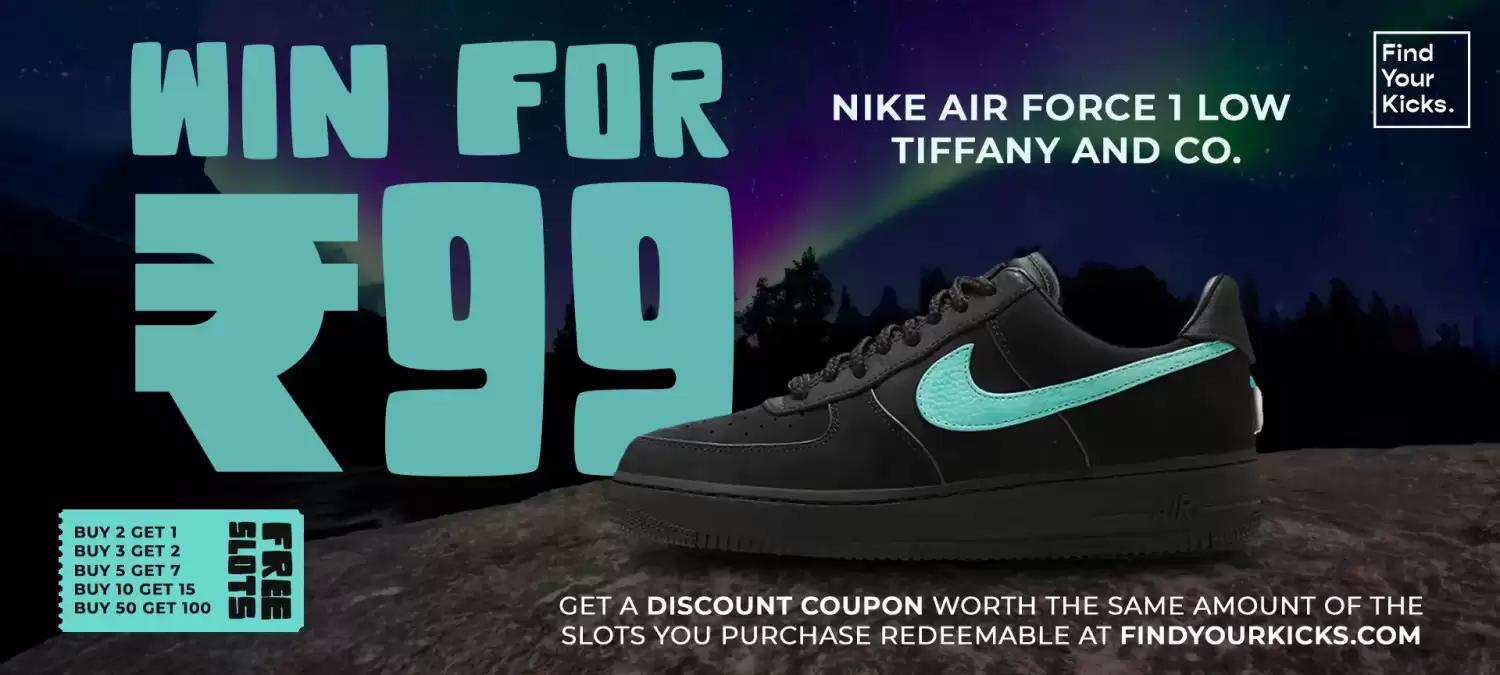 WIN FOR
₹99
NIKE AIR FORCE 1 LOW
TIFFANY AND CO.
Find
Your
Kicks.
BUY 2 GET 1
BUY 3 GET 2
BUY 5 GET 7
BUY 10 GET 15
BUY 50 GET 100
FREE
SLOTS
AIR
GET A DISCOUNT COUPON WORTH THE SAME AMOUNT OF THE
SLOTS YOU PURCHASE REDEEMABLE AT FINDYOURKICKS.COM